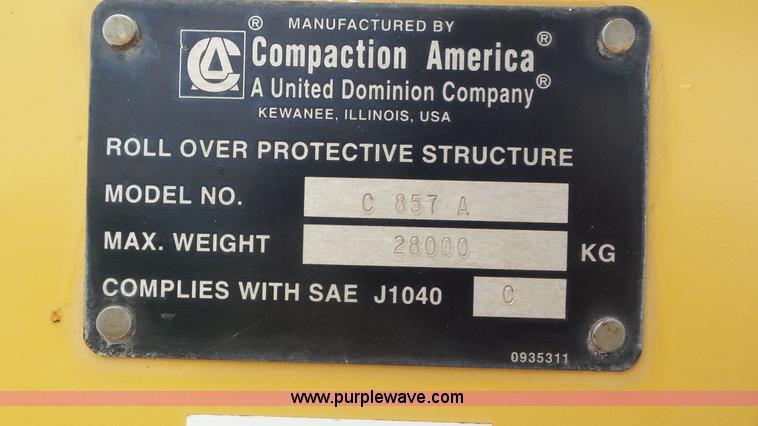 ® MANUFACTURED BY
CA Compaction America®
A United Dominion Company®
KEWANEE, ILLINOIS, USA
ROLL OVER PROTECTIVE STRUCTURE
MODEL NO. C 857 A
MAX. WEIGHT 28000 KG
COMPLIES WITH SAE J1040 C
0935311
www.purplewave.com